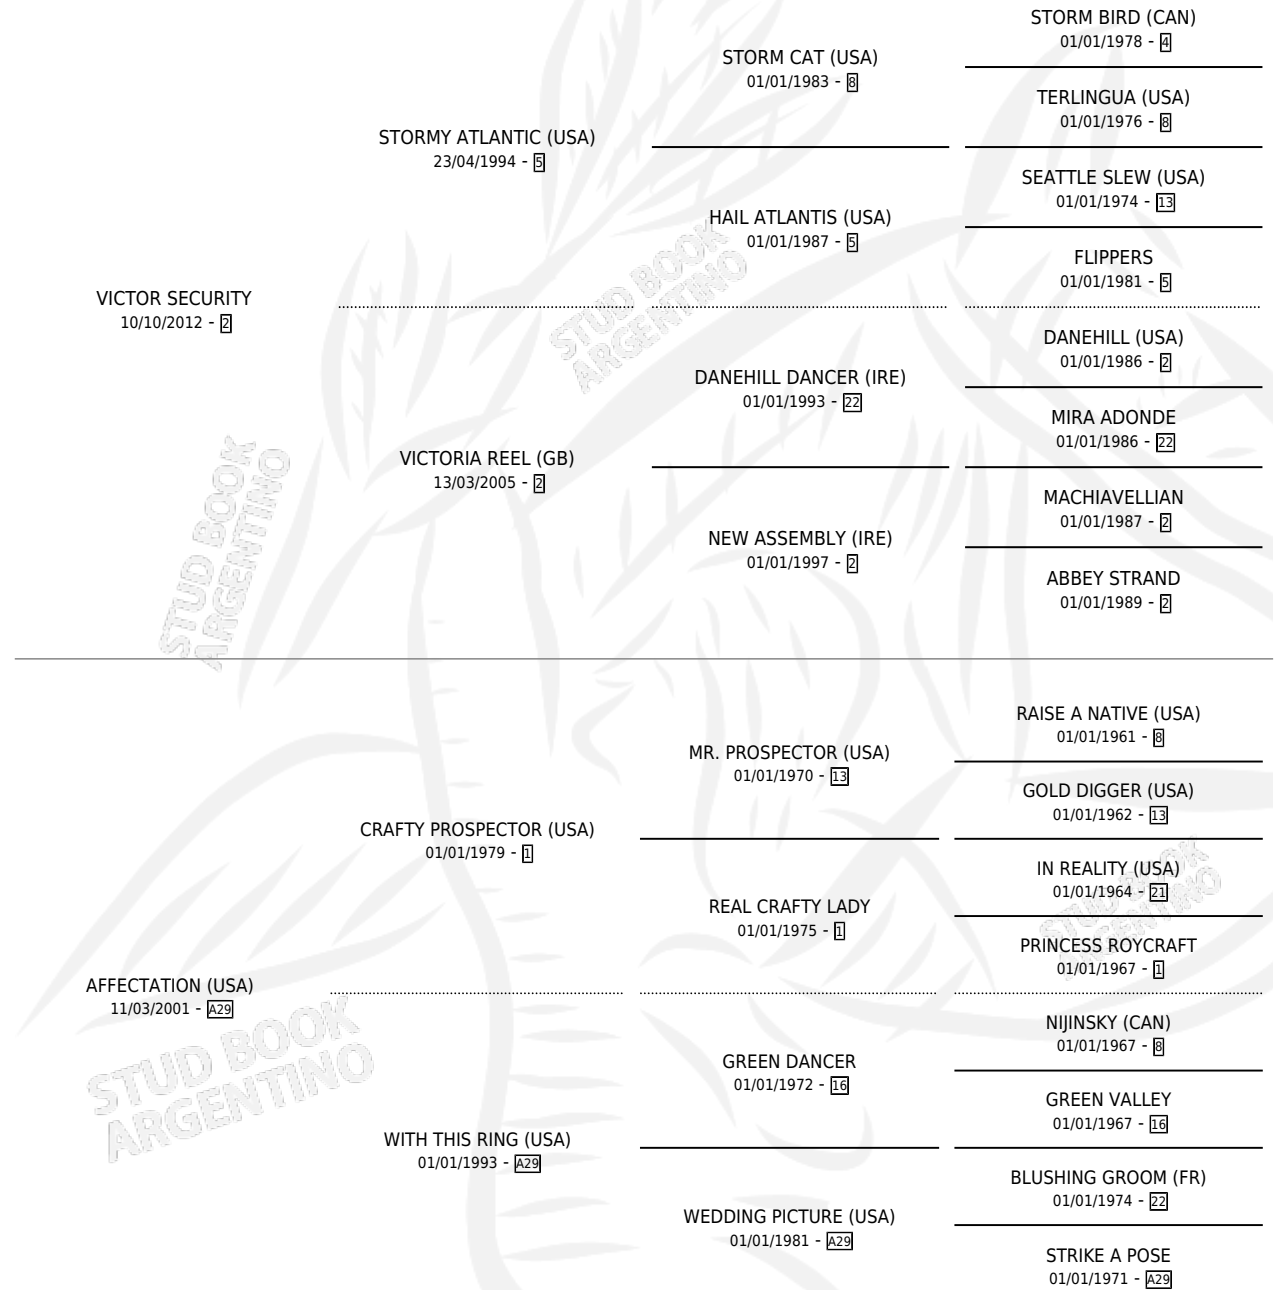 STORM BIRD (CAN)
01/01/1978 - 4
STORM CAT (USA)
01/01/1983 - 8
TERLINGUA (USA)
01/01/1976 - 8
STORMY ATLANTIC (USA)
23/04/1994 - 5
SEATTLE SLEW (USA)
01/01/1974 - 13
HAIL ATLANTIS (USA)
01/01/1987 - 5
FLIPPERS
01/01/1981 - 5
VICTOR SECURITY
10/10/2012 - 2
STUD BOOK
ARGENTINO
DANEHILL (USA)
01/01/1986 - 2
DANEHILL DANCER (IRE)
01/01/1993 - 22
MIRA ADONDE
01/01/1986 - 22
VICTORIA REEL (GB)
13/03/2005 - 2
MACHIAVELLIAN
01/01/1987 - 2
NEW ASSEMBLY (IRE)
01/01/1997 - 2
ABBEY STRAND
01/01/1989 - 2
STUD BOOK
ARGENTINO
RAISE A NATIVE (USA)
01/01/1961 - 8
MR. PROSPECTOR (USA)
01/01/1970 - 13
GOLD DIGGER (USA)
01/01/1962 - 13
CRAFTY PROSPECTOR (USA)
01/01/1979 - 1
IN REALITY (USA)
01/01/1964 - 21
REAL CRAFTY LADY
01/01/1975 - 1
STUD BOOK
ARGENTINO
PRINCESS ROYCRAFT
01/01/1967 - 1
AFFECTATION (USA)
11/03/2001 - A29
STUD BOOK
ARGENTINO
NIJINSKY (CAN)
01/01/1967 - 8
GREEN DANCER
01/01/1972 - 16
GREEN VALLEY
01/01/1967 - 16
WITH THIS RING (USA)
01/01/1993 - A29
BLUSHING GROOM (FR)
01/01/1974 - 22
WEDDING PICTURE (USA)
01/01/1981 - A29
STRIKE A POSE
01/01/1971 - A29